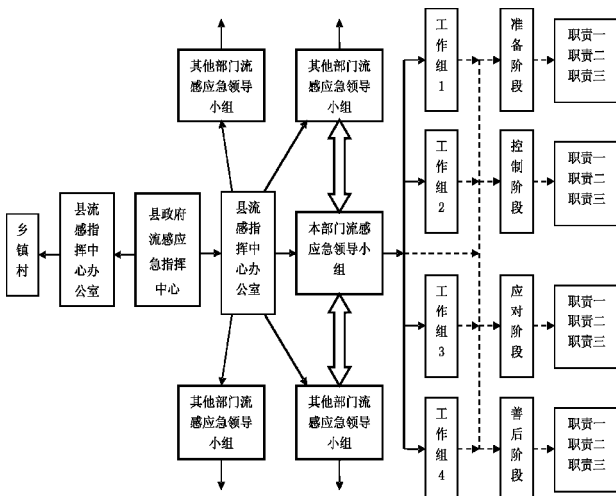 其他部门流
感应急领导
小组
其他部门流
感应急领导
小组
工
作
组
1
准
备
阶
段
职责一
职责二
职责三
工
作
组
2
控
制
阶
段
职责一
职责二
职责三
乡
镇
村
县流
感指
挥中
心办
公室
县政府
流感应
急指挥
中心
县流
感指
挥中
心办
公室
本部门流感
应急领导小
组
工
作
组
3
应
对
阶
段
职责一
职责二
职责三
其他部门流
感应急领导
小组
其他部门流
感应急领导
小组
工
作
组
4
善
后
阶
段
职责一
职责二
职责三